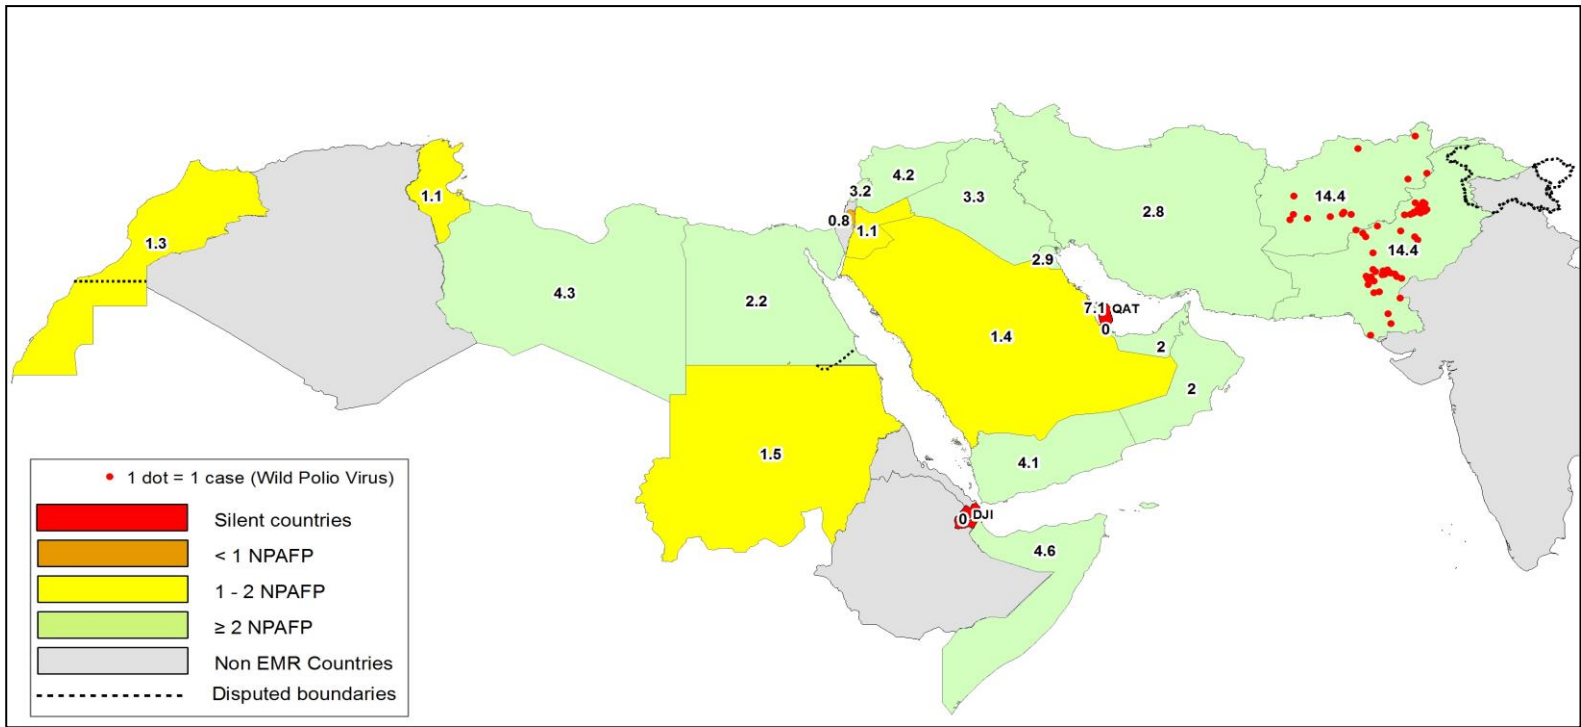 4.2
3.2
3.3
14.4
1.1
2.8
0.8
1.1
1.3
14.4
2.9
4.3
2.2
7.1
QAT
0
1.4
2
2
1.5
4.1
0
DJI
4.6
1 dot = 1 case (Wild Polio Virus)
Silent countries
< 1 NPAFP
1 - 2 NPAFP
≥ 2 NPAFP
Non EMR Countries
Disputed boundaries